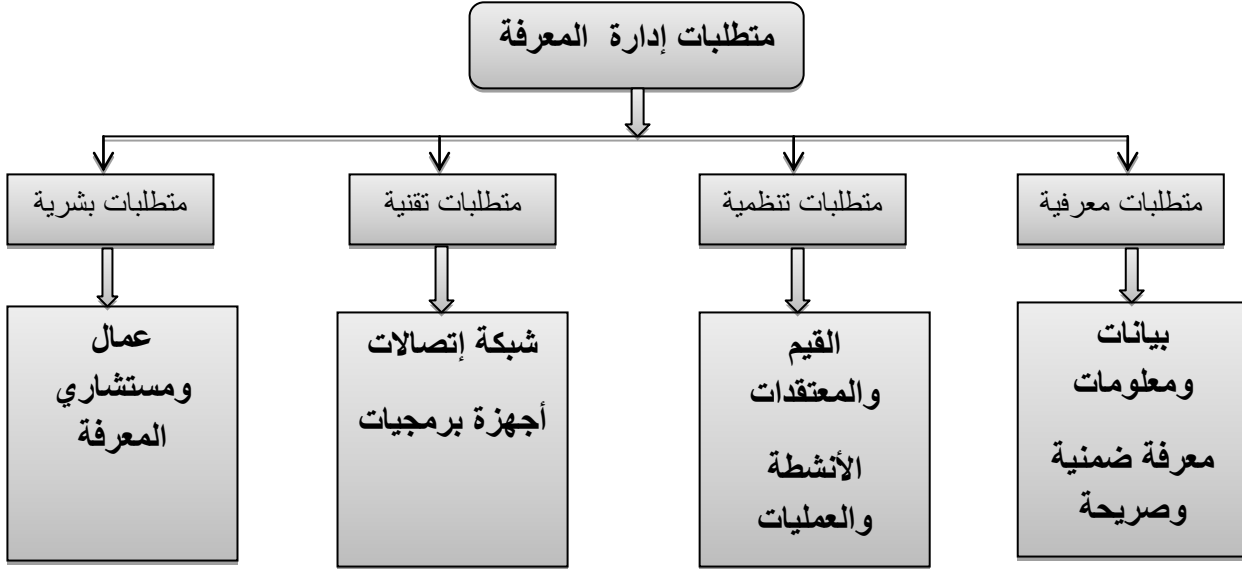 متطلبات إدارة المعرفة
متطلبات معرفية
متطلبات تنظمية
متطلبات تقنية
متطلبات بشرية
بيانات
ومعلومات
معرفة ضمنية
وصريحة
القيم
والمعتقدات
الأنشطة
والعمليات
شبكة إتصالات
أجهزة برمجيات
عمال
ومستشاري
المعرفة